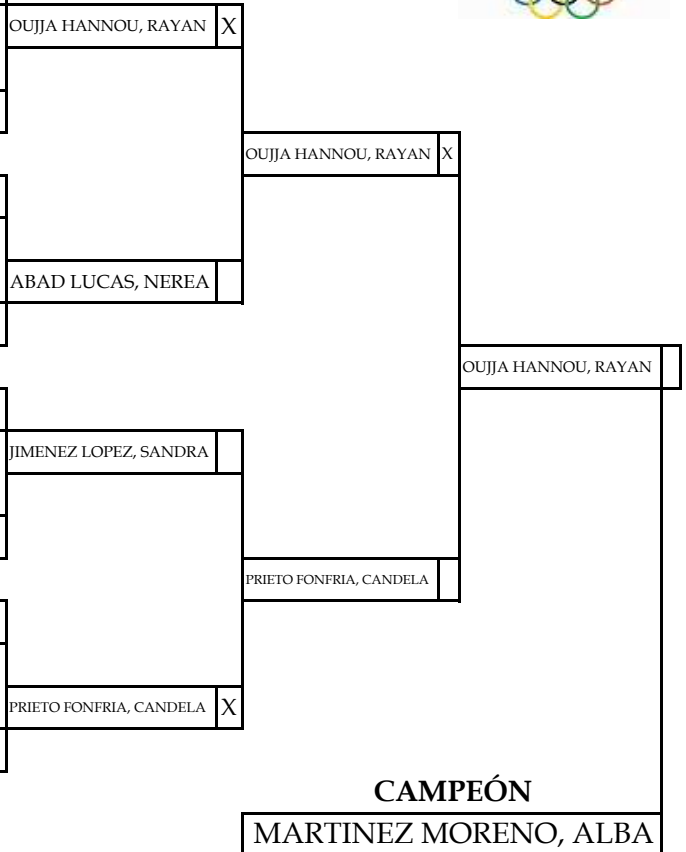 OUJJA HANNOU, RAYAN X
OUJJA HANNOU, RAYAN X
ABAD LUCAS, NEREA
OUJJA HANNOU, RAYAN
JIMENEZ LOPEZ, SANDRA
PRIETO FONFRIA, CANDELA
PRIETO FONFRIA, CANDELA X
CAMPEÓN
MARTINEZ MORENO, ALBA